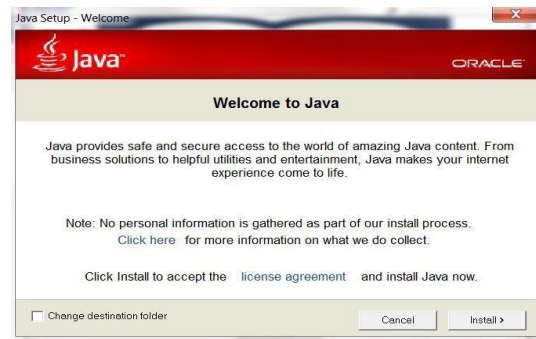 Java Setup - Welcome
Java™
ORACLE®
Welcome to Java
Java provides safe and secure access to the world of amazing Java content. From
business solutions to helpful utilities and entertainment, Java makes your internet
experience come to life.
Note: No personal information is gathered as part of our install process.
Click here for more information on what we do collect.
Click Install to accept the license agreement and install Java now.
Change destination folder
Cancel
Install >